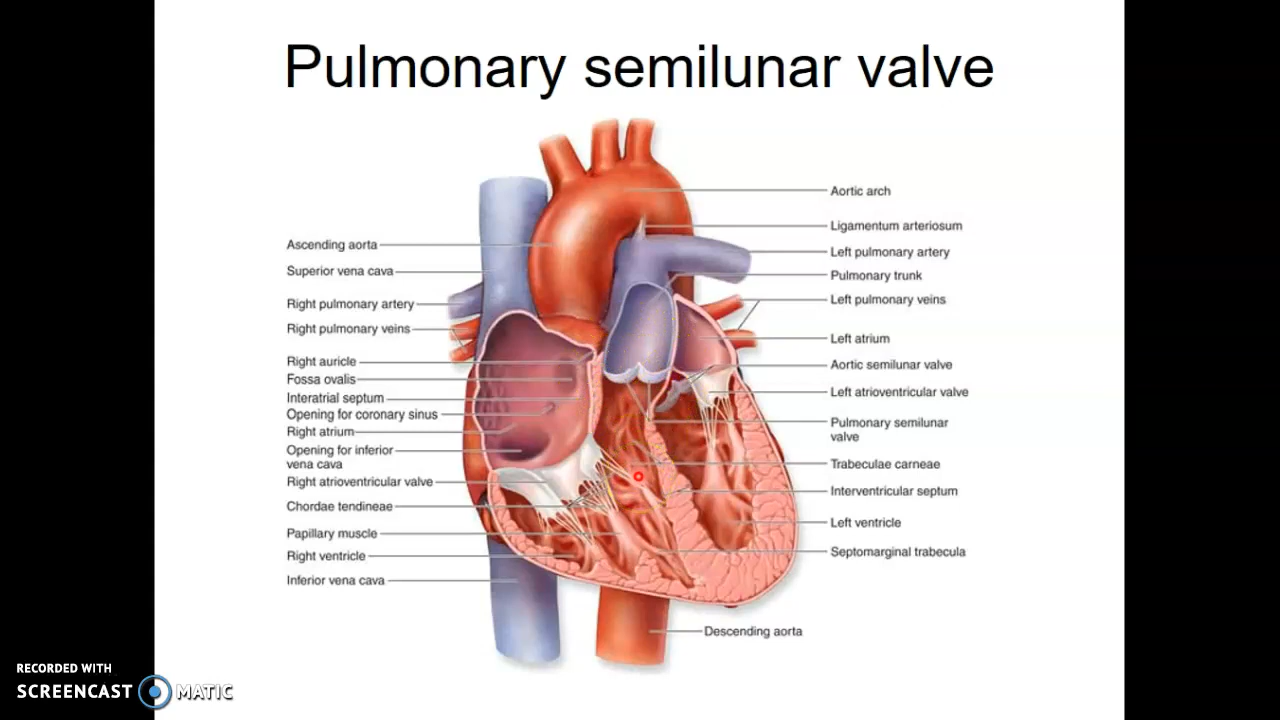 Pulmonary semilunar valve
Ascending aorta
Superior vena cava
Right pulmonary artery
Right pulmonary veins
Right auricle
Fossa ovalis
Interatrial septum
Opening for coronary sinus
Right atrium
Opening for inferior
vena cava
Right atrioventricular valve
Chordae tendineae
Papillary muscle
Right ventricle
Inferior vena cava
Aortic arch
Ligamentum arteriosum
Left pulmonary artery
Pulmonary trunk
Left pulmonary veins
Left atrium
Aortic semilunar valve
Left atrioventricular valve
Pulmonary semilunar
valve
Trabeculae carneae
Interventricular septum
Left ventricle
Septomarginal trabecula
Descending aorta
RECORDED WITH
SCREENCAST MATIC